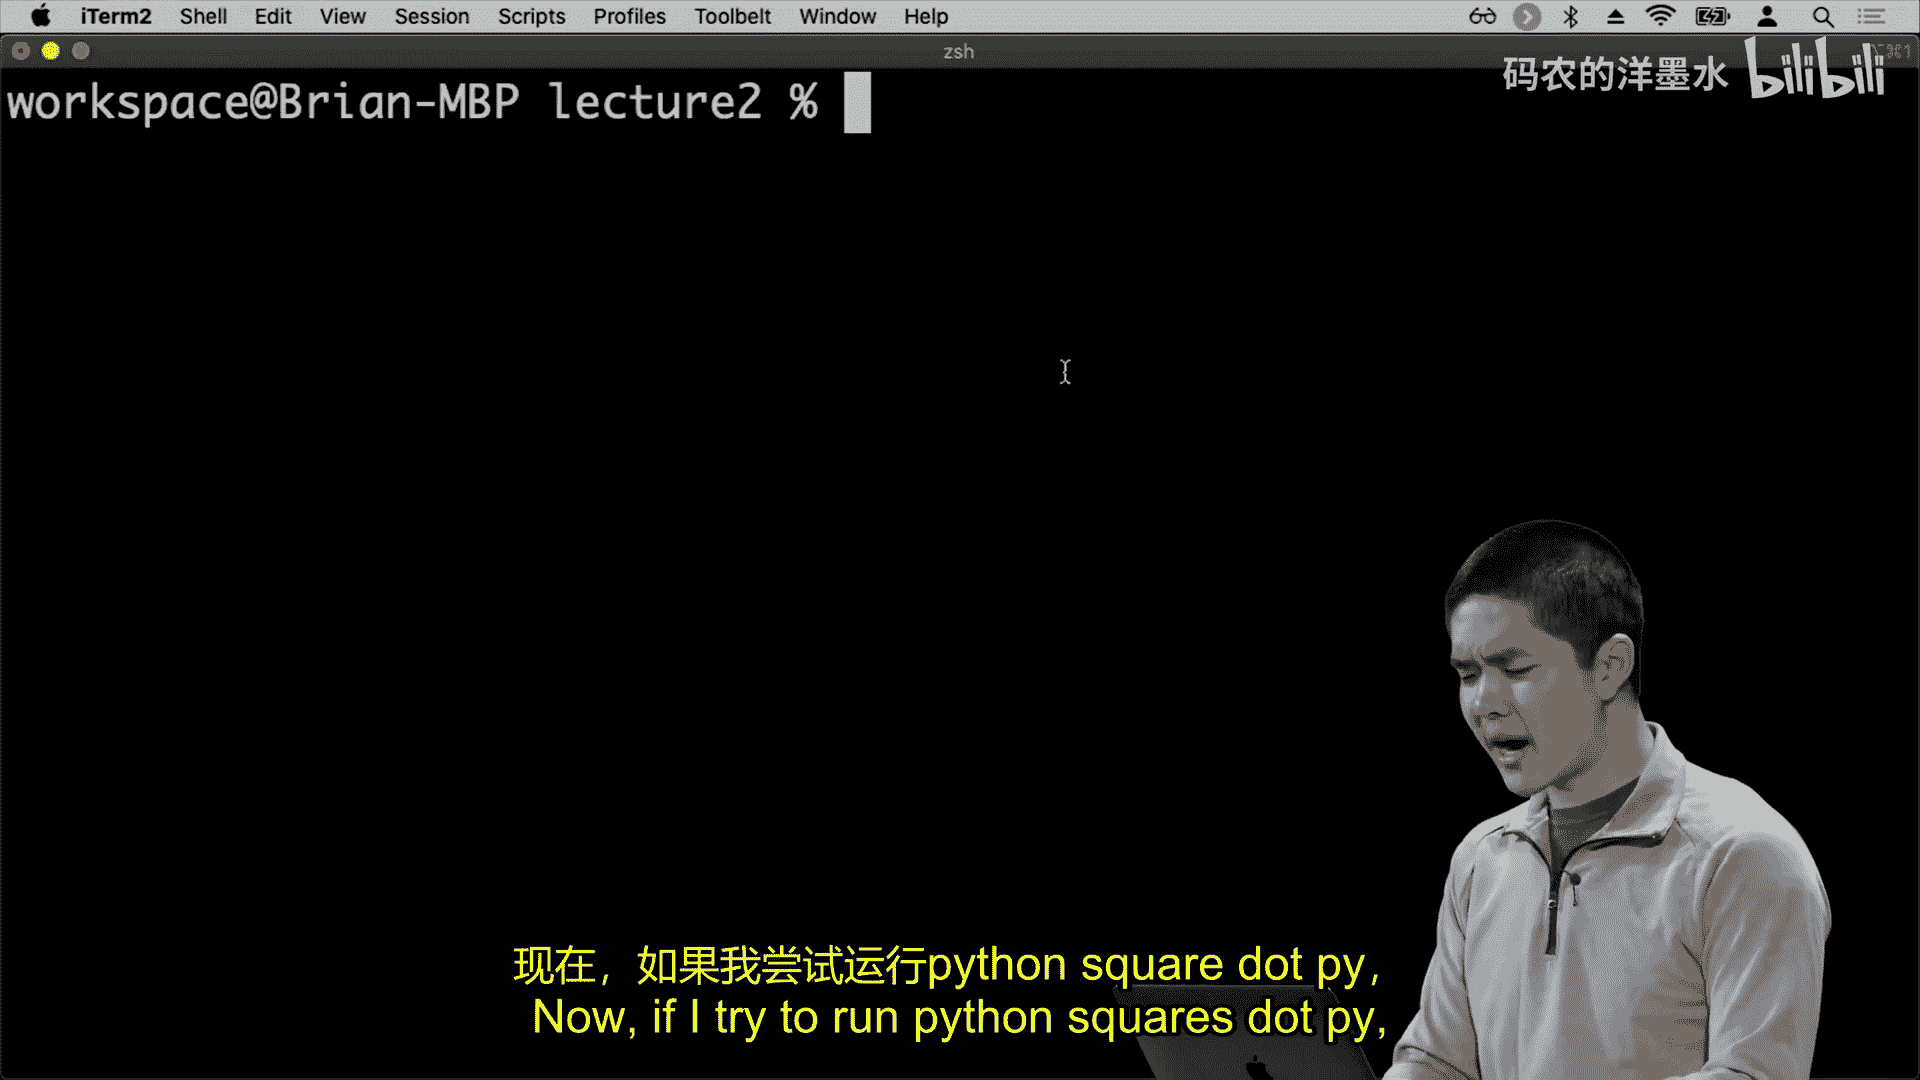 iTerm2 Shell Edit View Session Scripts Profiles Toolbelt Window Help
zsh
⌥⌘1
码农的洋墨水 bilibili
workspace@Brian-MBP lecture2 %
现在，如果我尝试运行python square dot py，
Now, if I try to run python squares dot py,